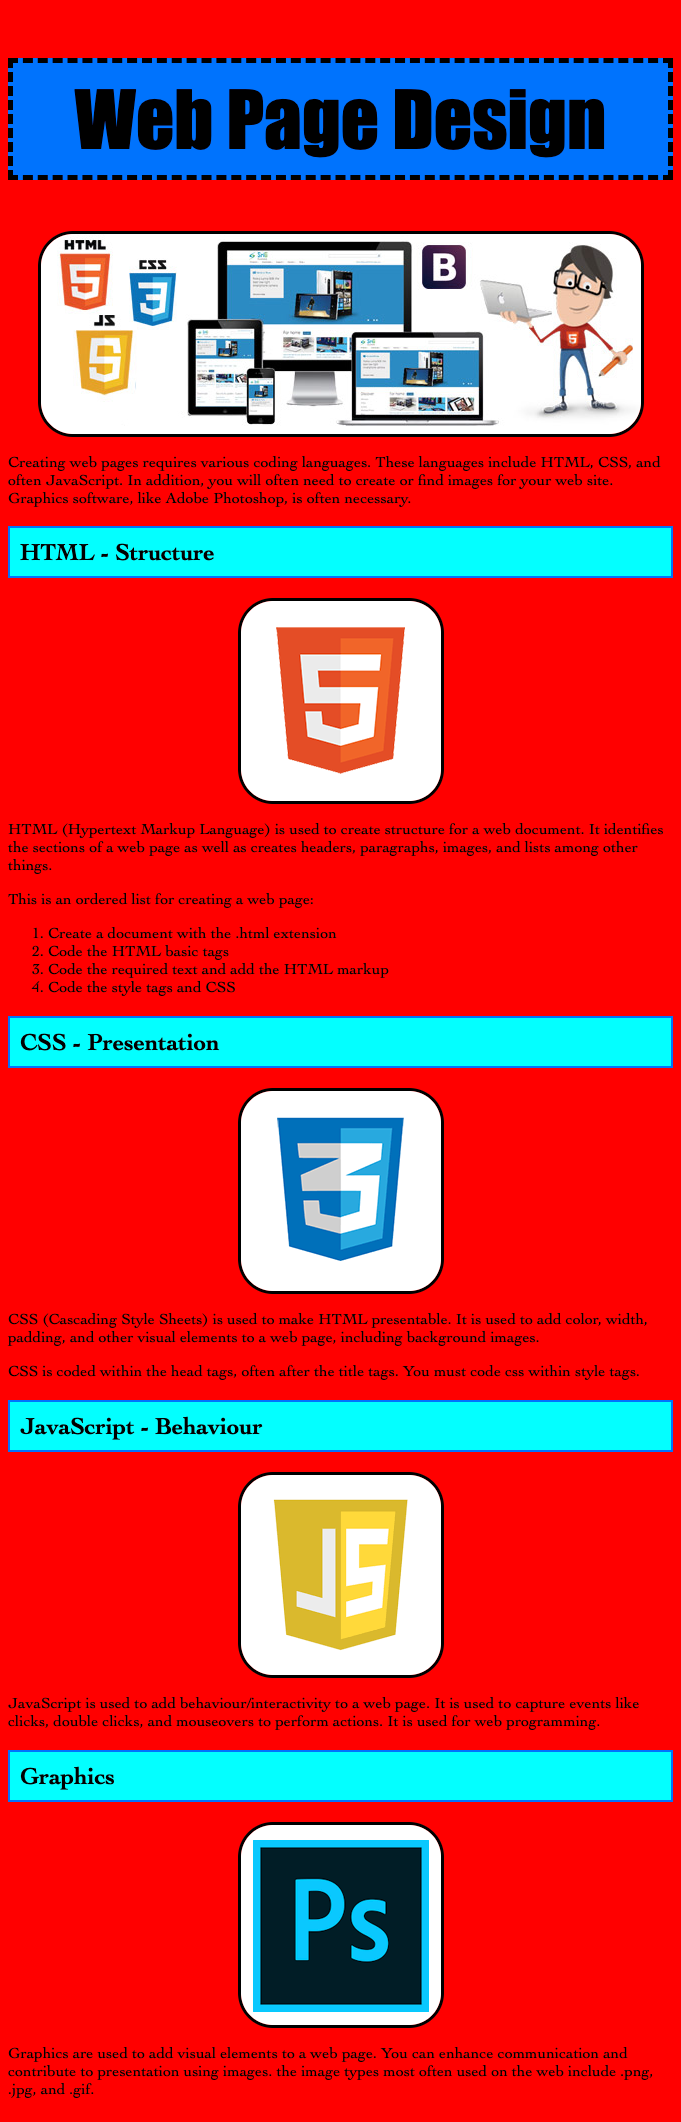 Web Page Design
HTML
5
CSS
3
JS
5
B
5
Creating web pages requires various coding languages. These languages include HTML, CSS, and
often JavaScript. In addition, you will often need to create or find images for your web site.
Graphics software, like Adobe Photoshop, is often necessary.
HTML - Structure
5
HTML (Hypertext Markup Language) is used to create structure for a web document. It identifies
the sections of a web page as well as creates headers, paragraphs, images, and lists among other
things.
This is an ordered list for creating a web page:
1. Create a document with the .html extension
2. Code the HTML basic tags
3. Code the required text and add the HTML markup
4. Code the style tags and CSS
CSS - Presentation
3
CSS (Cascading Style Sheets) is used to make HTML presentable. It is used to add color, width,
padding, and other visual elements to a web page, including background images.
CSS is coded within the head tags, often after the title tags. You must code css within style tags.
JavaScript - Behaviour
JS
JavaScript is used to add behaviour/interactivity to a web page. It is used to capture events like
clicks, double clicks, and mouseovers to perform actions. It is used for web programming.
Graphics
Ps
Graphics are used to add visual elements to a web page. You can enhance communication and
contribute to presentation using images. the image types most often used on the web include .png,
.jpg, and .gif.